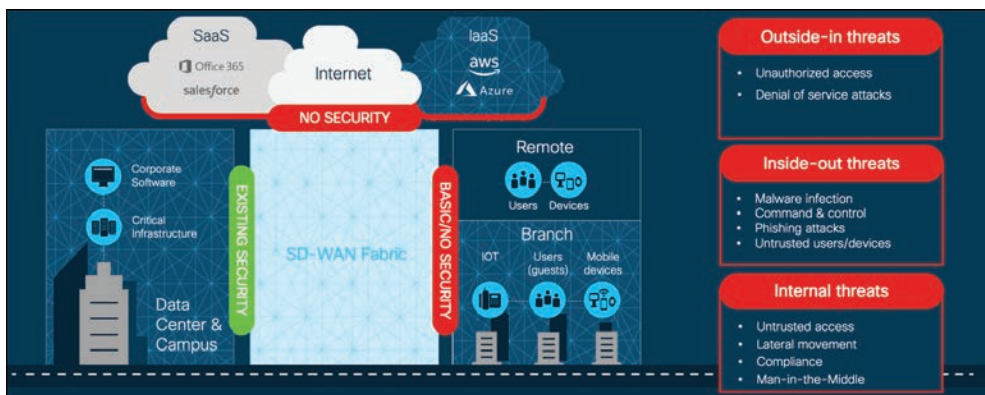 SaaS
Office 365
salesforce
Internet
IaaS
aws
Azure
NO SECURITY
Corporate
Software
Critical
Infrastructure
Data
Center &
Campus
EXISTING SECURITY
SD-WAN Fabric
BASIC/NO SECURITY
Remote
Users
Devices
Branch
IOT
Users
(guests)
Mobile
devices
Outside-in threats
• Unauthorized access
• Denial of service attacks
Inside-out threats
• Malware infection
• Command & control
• Phishing attacks
• Untrusted users/devices
Internal threats
• Untrusted access
• Lateral movement
• Compliance
• Man-in-the-Middle